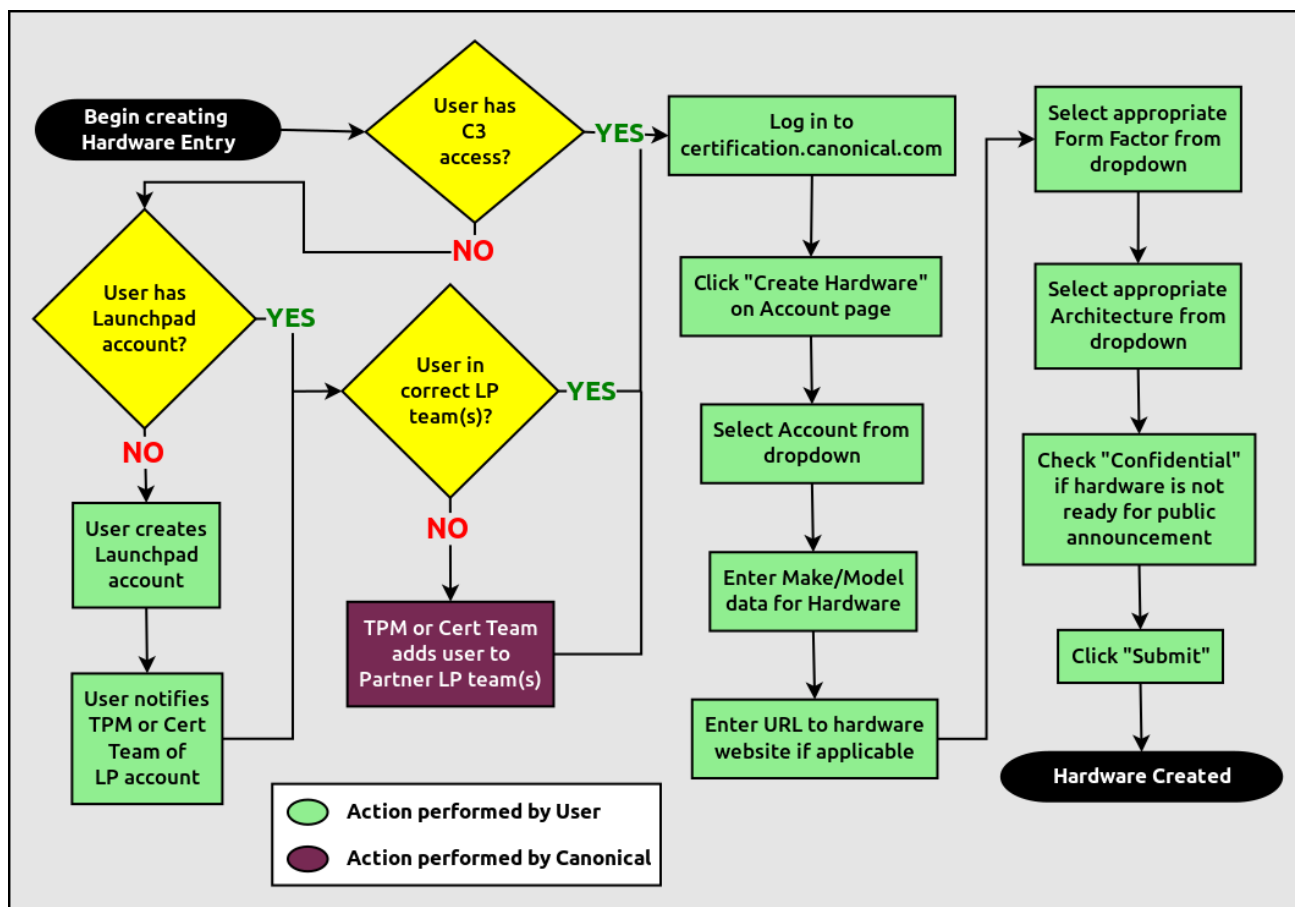 Begin creating
Hardware Entry
User has
C3
access?
YES
NO
User has
Launchpad
account?
YES
NO
User creates
Launchpad
account
User notifies
TPM or Cert
Team of
LP account
User in
correct LP
team(s)?
YES
NO
TPM or Cert Team
adds user to
Partner LP team(s)
Log in to
certification.canonical.com
Click "Create Hardware"
on Account page
Select Account from
dropdown
Enter Make/Model
data for Hardware
Enter URL to hardware
website if applicable
Select appropriate
Form Factor from
dropdown
Select appropriate
Architecture from
dropdown
Check "Confidential"
if hardware is not
ready for public
announcement
Click "Submit"
Hardware Created
Action performed by User
Action performed by Canonical